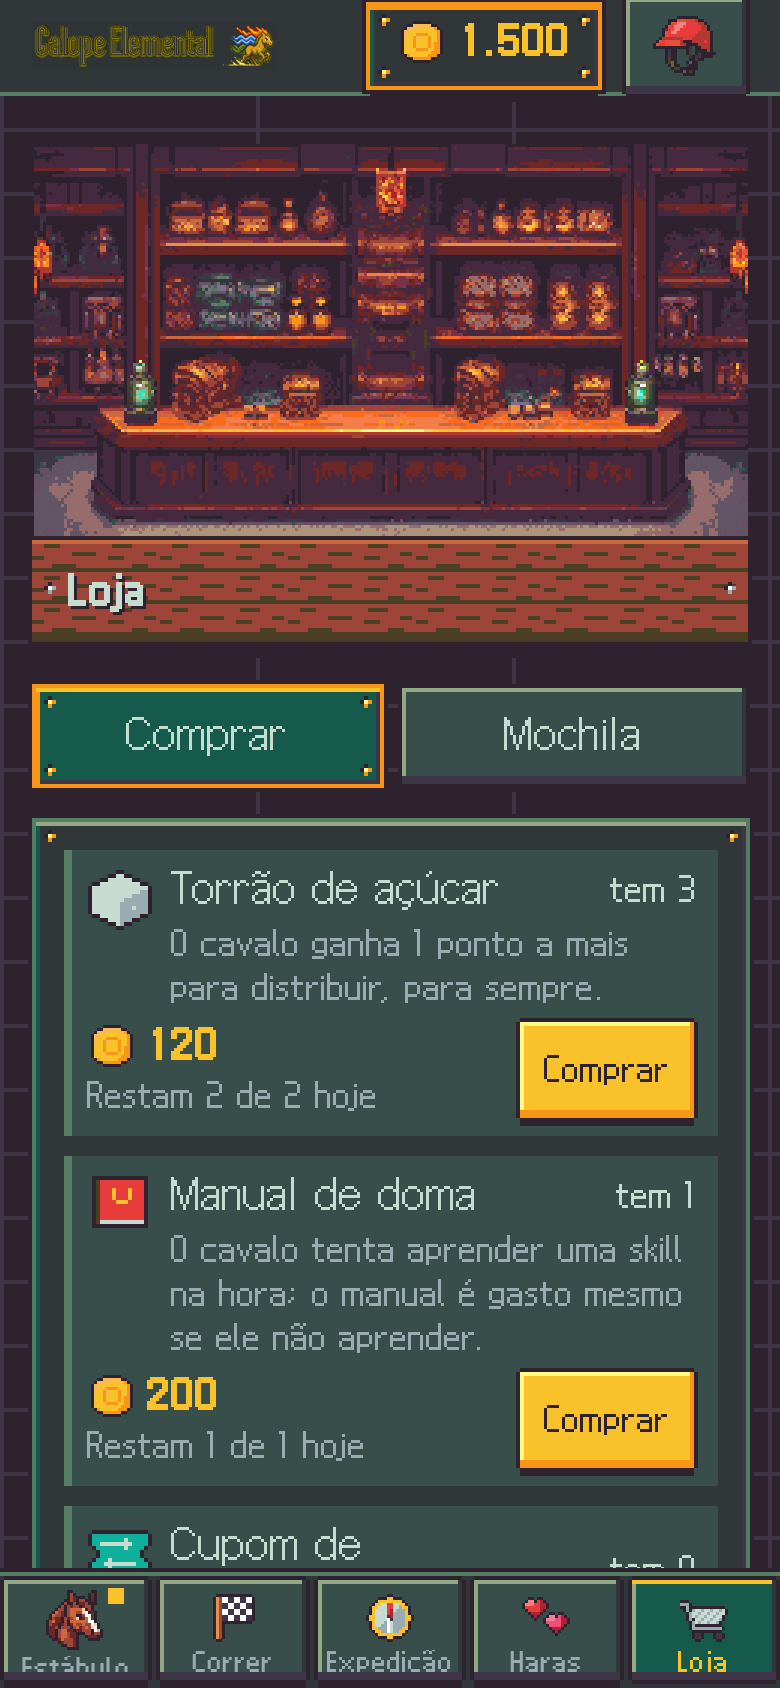 Galope Elemental
1.500
Loja
Comprar
Mochila
Torrão de açúcar
tem 3
O cavalo ganha 1 ponto a mais
para distribuir, para sempre.
120
Restam 2 de 2 hoje
Comprar
Manual de doma
tem 1
O cavalo tenta aprender uma skill
na hora; o manual é gasto mesmo
se ele não aprender.
200
Restam 1 de 1 hoje
Comprar
Cupom de
tem 0
Estábulo
Correr
Expedição
Haras
Loja